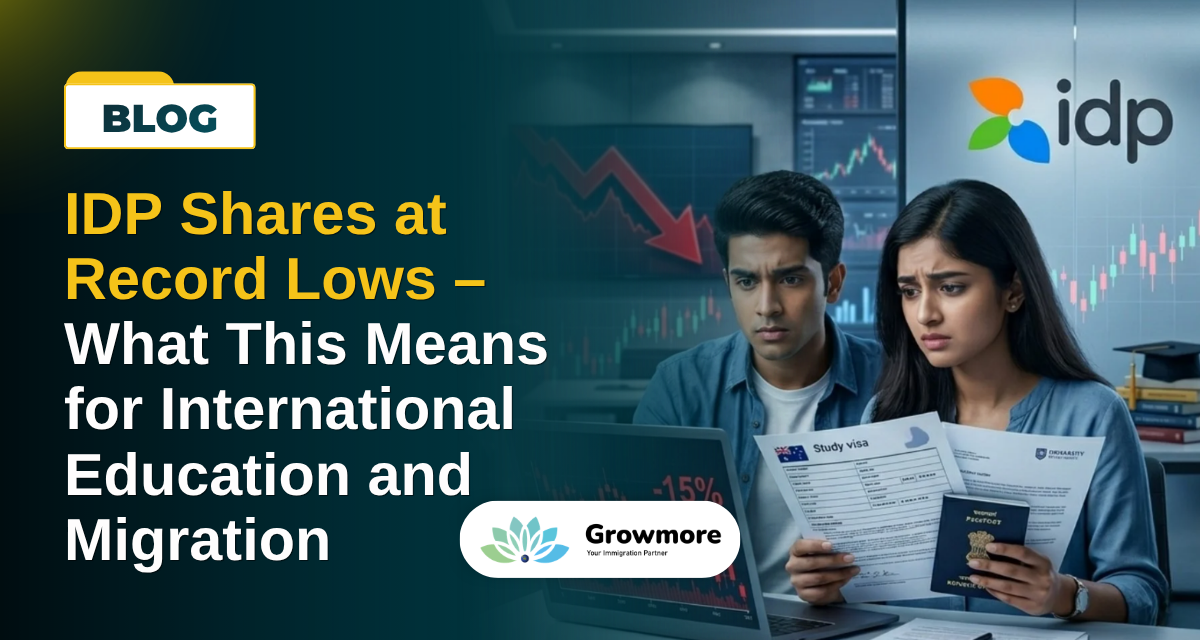 BLOG
IDP Shares at
Record Lows –
What This Means
for International
Education and
Migration
idp
Study visa
-15%
Growmore
Your Immigration Partner